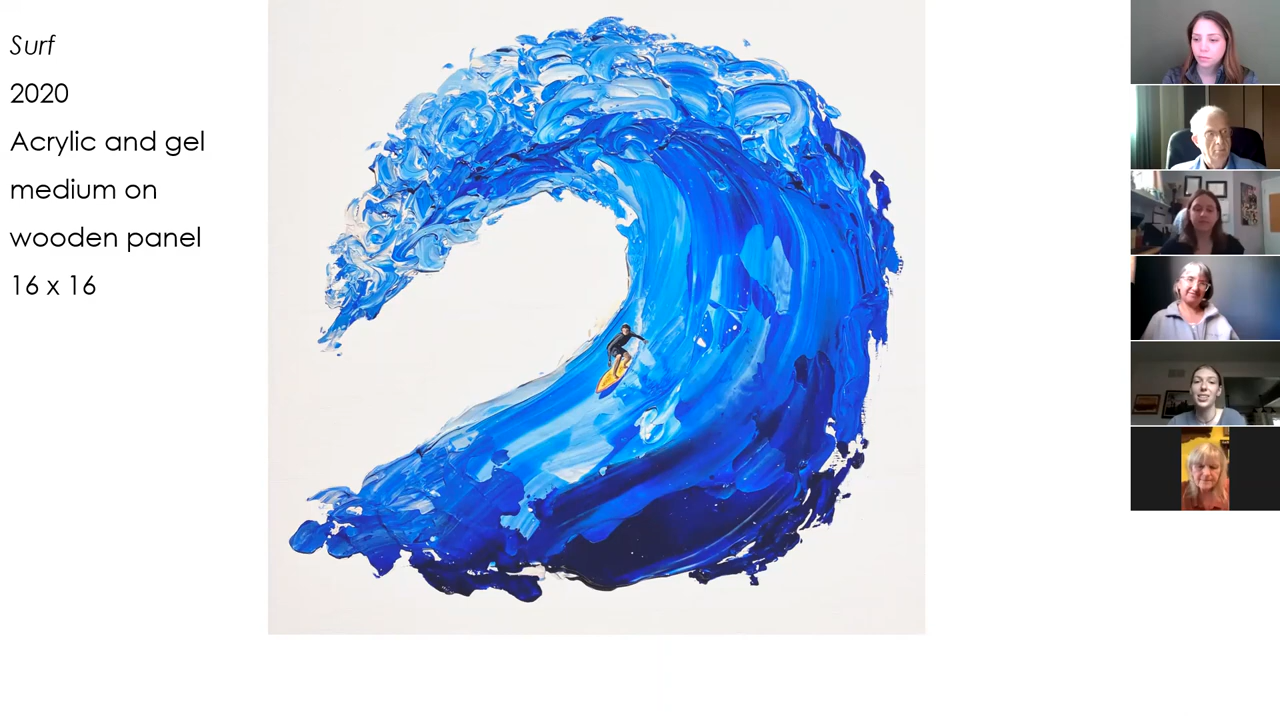 Surf
2020
Acrylic and gel
medium on
wooden panel
16 x 16